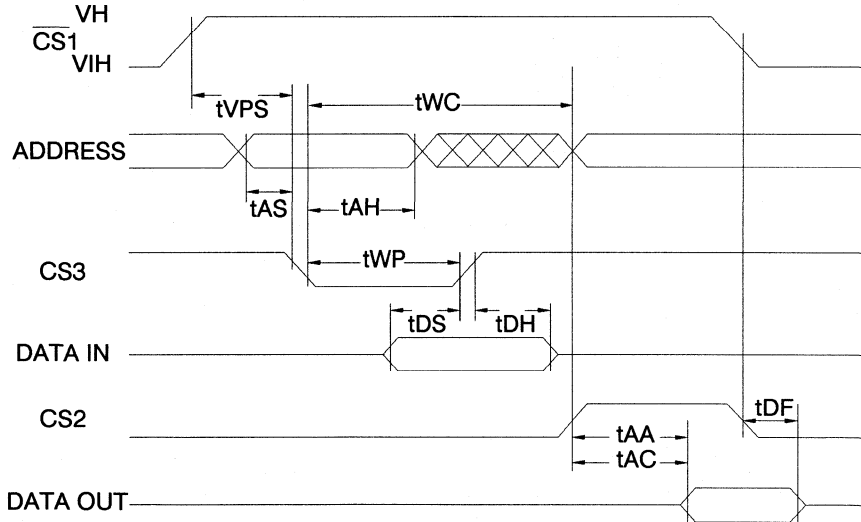 VH
CS1
VIH
tVPS
tWC
ADDRESS
tAS
tAH
CS3
tWP
tDS
tDH
DATA IN
CS2
tDF
tAA
tAC
DATA OUT